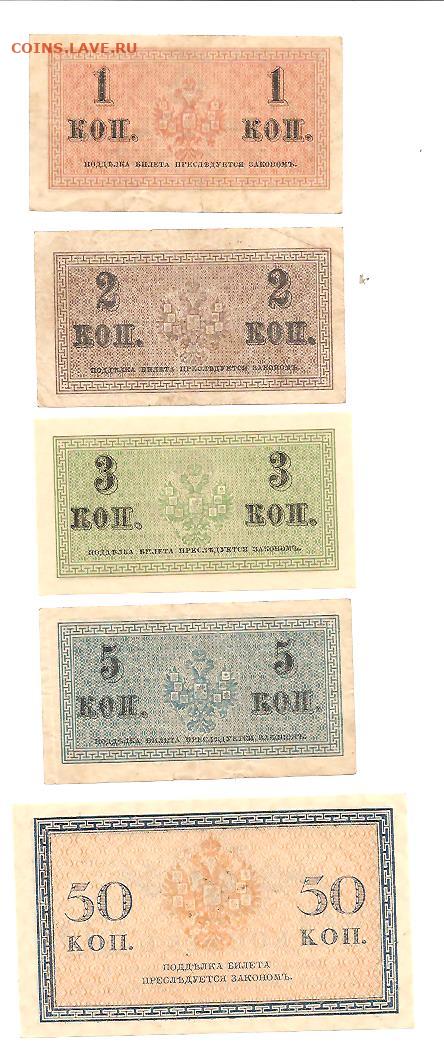 COINS.LAVE.RU
1 1
КОП. КОП.
ПОДДѢЛКА БИЛЕТА ПРЕСЛѢДУЕТСЯ ЗАКОНОМЪ.
2 2
КОП. КОП.
ПОДДѢЛКА БИЛЕТА ПРЕСЛѢДУЕТСЯ ЗАКОНОМЪ.
3 3
КОП. КОП.
ПОДДѢЛКА БИЛЕТА ПРЕСЛѢДУЕТСЯ ЗАКОНОМЪ.
5 5
КОП. КОП.
ПОДДѢЛКА БИЛЕТА ПРЕСЛѢДУЕТСЯ ЗАКОНОМЪ.
50 50
КОП. КОП.
ПОДДѢЛКА БИЛЕТА
ПРЕСЛѢДУЕТСЯ ЗАКОНОМЪ.